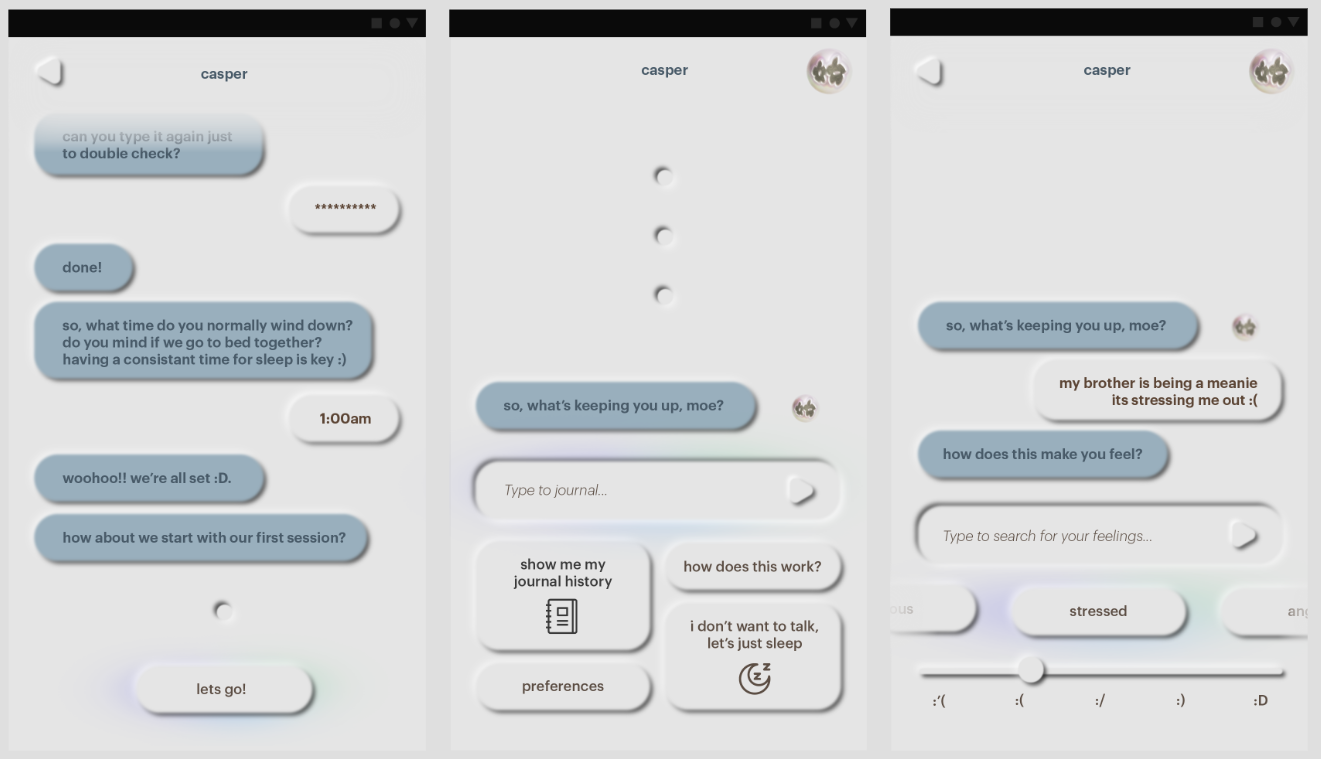 casper
can you type it again just
to double check?
**********
done!
so, what time do you normally wind down?
do you mind if we go to bed together?
having a consistant time for sleep is key :)
1:00am
woohoo!! we're all set :D.
how about we start with our first session?
lets go!
casper
so, what's keeping you up, moe?
Type to journal...
show me my
journal history
how does this work?
i don't want to talk,
let's just sleep
z z
preferences
casper
so, what's keeping you up, moe?
my brother is being a meanie
its stressing me out :(
how does this make you feel?
Type to search for your feelings...
ous
stressed
ang
:'( :( :/ :) :D